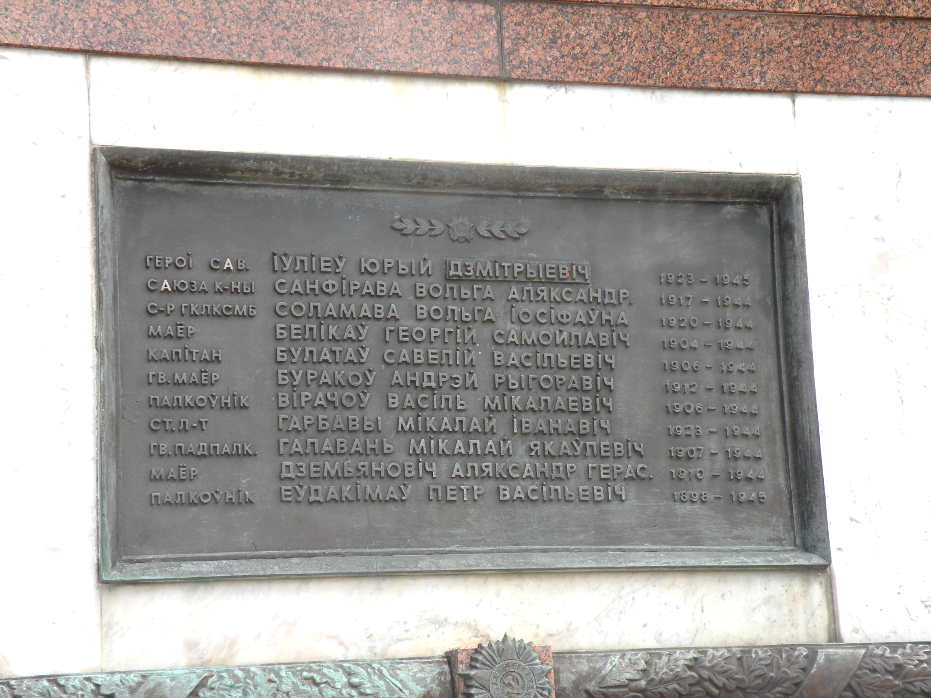 ГЕРОІ САВ. ІЎЛІЕЎ ЮРЫЙ ДЗМІТРЫЕВІЧ 1923 – 1945
САЮЗА К-НЫ САНФІРАВА ВОЛЬГА АЛЯКСАНДР. 1917 – 1944
С-Р ГКЛКСМБ САЛАМАВА ВОЛЬГА ІОСІФАЎНА 1920 – 1944
МАЁР БЕЛІКАЎ ГЕОРГІЙ САМОЙЛАВІЧ 1904 – 1944
КАПІТАН БУЛАТАЎ САВЕЛІЙ ВАСІЛЬЕВІЧ 1906 – 1944
ГВ. МАЁР БУРАКОЎ АНДРЭЙ РЫГОРАВІЧ 1912 – 1944
ПАЛКОЎНІК ВІРАЧОЎ ВАСІЛЬ МІКАЛАЕВІЧ 1906 – 1944
СТ. Л-Т ГАРБАВЫ МІКАЛАЙ ІВАНАВІЧ 1923 – 1944
ГВ. ПАДПАЛК. ГАЛАВАНЬ МІКАЛАЙ ЯКАЎЛЕВІЧ 1907 – 1944
МАЁР ДЗЕМ'ЯНОВІЧ АЛЯКСАНДР ГЕРАС. 1910 – 1944
ПАЛКОЎНІК ЕЎДАКІМАЎ ПЕТР ВАСІЛЬЕВІЧ 1898 – 1945